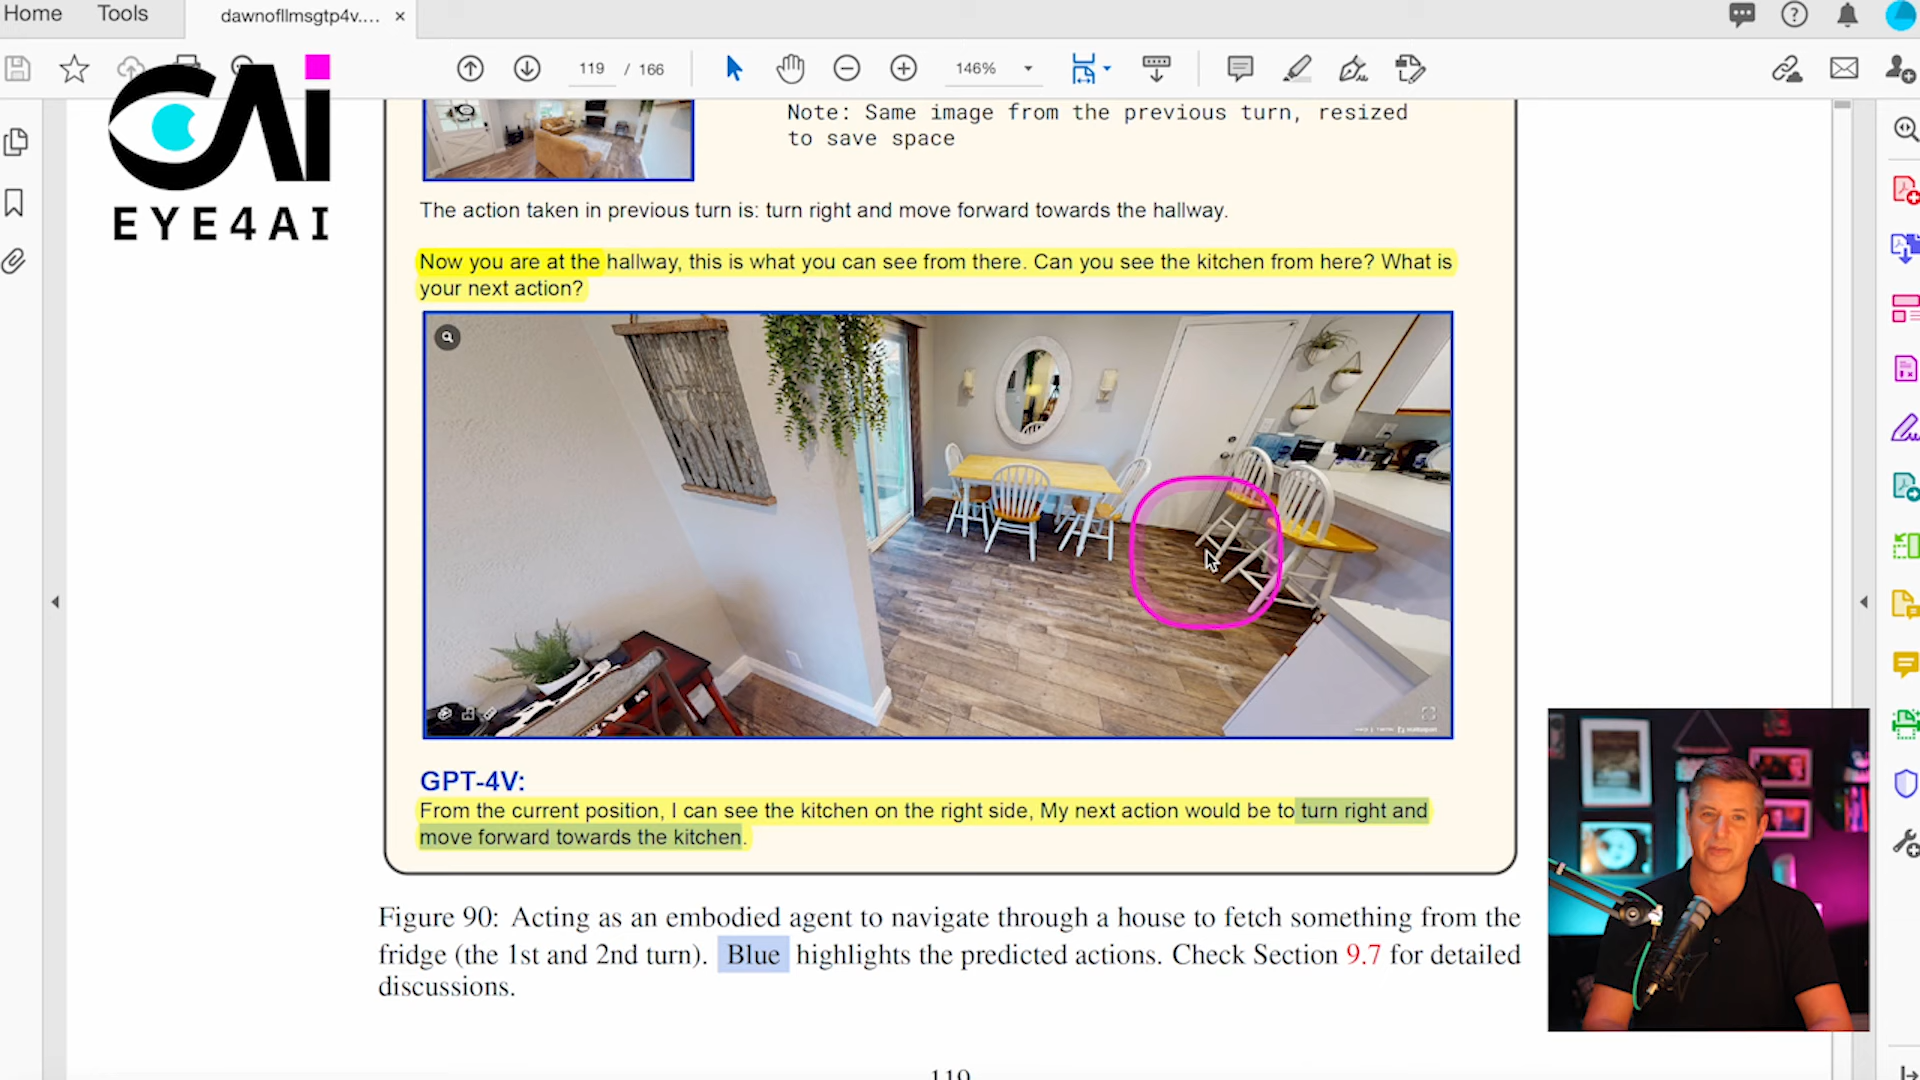 Home Tools dawnofllmsgtp4v.... ×
119 / 166 146%
EYE4AI
Note: Same image from the previous turn, resized
to save space
The action taken in previous turn is: turn right and move forward towards the hallway.
Now you are at the hallway, this is what you can see from there. Can you see the kitchen from here? What is
your next action?
GPT-4V:
From the current position, I can see the kitchen on the right side, My next action would be to turn right and
move forward towards the kitchen.
Figure 90: Acting as an embodied agent to navigate through a house to fetch something from the
fridge (the 1st and 2nd turn). Blue highlights the predicted actions. Check Section 9.7 for detailed
discussions.
119